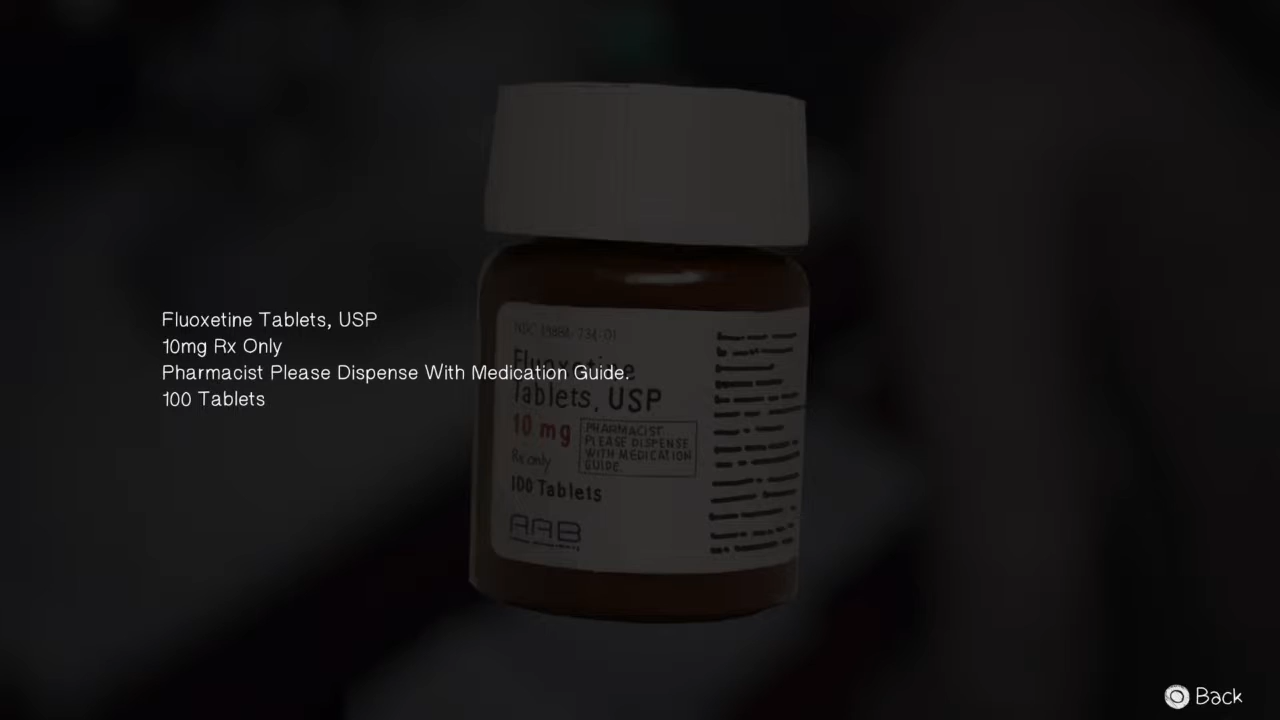 Fluoxetine Tablets, USP
10mg Rx Only
Pharmacist Please Dispense With Medication Guide.
100 Tablets
Fluoxetine
Tablets, USP
10 mg
PHARMACIST
PLEASE DISPENSE
WITH MEDICATION
GUIDE.
Rx only
100 Tablets
AAB
Back